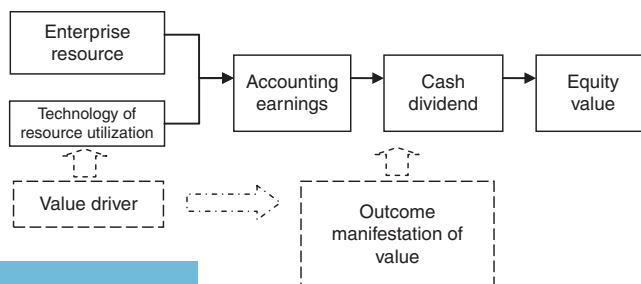 Enterprise
resource
Technology of
resource utilization
Accounting
earnings
Cash
dividend
Equity
value
Value driver
Outcome
manifestation of
value